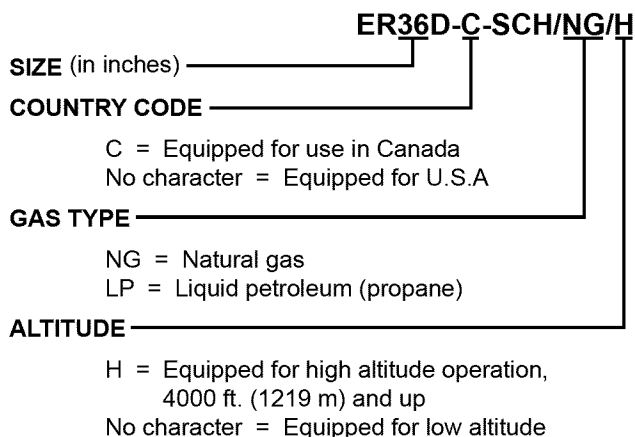 ER36D-C-SCH/NG/H
SIZE (in inches)
COUNTRY CODE
C = Equipped for use in Canada
No character = Equipped for U.S.A
GAS TYPE
NG = Natural gas
LP = Liquid petroleum (propane)
ALTITUDE
H = Equipped for high altitude operation,
4000 ft. (1219 m) and up
No character = Equipped for low altitude